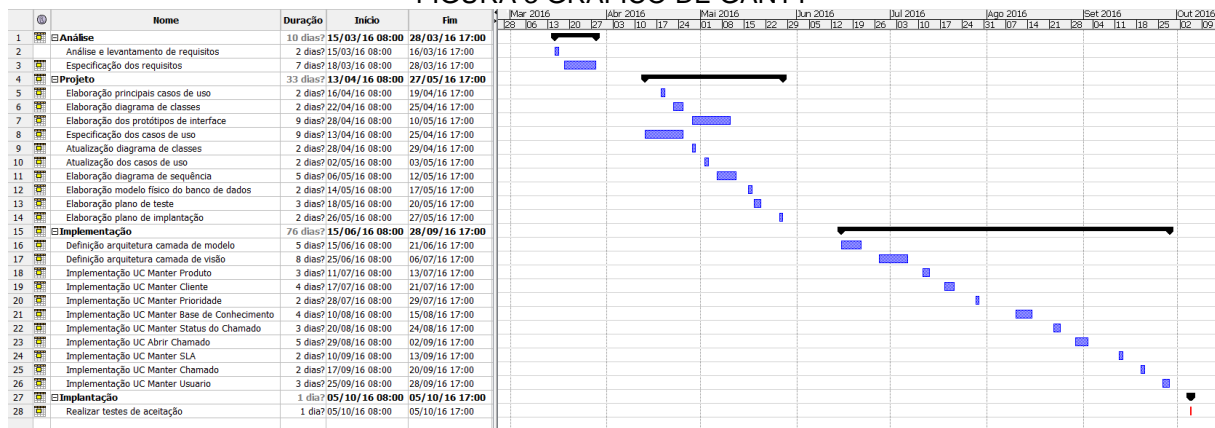 FIGURA 3 GRÁFICO DE GANTT
Nome Duração Início Fim Mar 2016 Abr 2016 Mai 2016 Jun 2016 Jul 2016 Ago 2016 Set 2016 Out 2016
28 06 13 20 27 03 10 17 24 01 08 15 22 29 05 12 19 26 03 10 17 24 31 07 14 21 28 04 11 18 25 02 09
1 Análise 10 dias? 15/03/16 08:00 28/03/16 17:00
2 Análise e levantamento de requisitos 2 dias? 15/03/16 08:00 16/03/16 17:00
3 Especificação dos requisitos 7 dias? 18/03/16 08:00 28/03/16 17:00
4 Projeto 33 dias? 13/04/16 08:00 27/05/16 17:00
5 Elaboração principais casos de uso 2 dias? 16/04/16 08:00 19/04/16 17:00
6 Elaboração diagrama de classes 2 dias? 22/04/16 08:00 25/04/16 17:00
7 Elaboração dos protótipos de interface 9 dias? 28/04/16 08:00 10/05/16 17:00
8 Especificação dos casos de uso 9 dias? 13/04/16 08:00 25/04/16 17:00
9 Atualização diagrama de classes 2 dias? 28/04/16 08:00 29/04/16 17:00
10 Atualização dos casos de uso 2 dias? 02/05/16 08:00 03/05/16 17:00
11 Elaboração diagrama de sequência 5 dias? 06/05/16 08:00 12/05/16 17:00
12 Elaboração modelo físico do banco de dados 2 dias? 14/05/16 08:00 17/05/16 17:00
13 Elaboração plano de teste 3 dias? 18/05/16 08:00 20/05/16 17:00
14 Elaboração plano de implantação 2 dias? 26/05/16 08:00 27/05/16 17:00
15 Implementação 76 dias? 15/06/16 08:00 28/09/16 17:00
16 Definição arquitetura camada de modelo 5 dias? 15/06/16 08:00 21/06/16 17:00
17 Definição arquitetura camada de visão 8 dias? 25/06/16 08:00 06/07/16 17:00
18 Implementação UC Manter Produto 3 dias? 11/07/16 08:00 13/07/16 17:00
19 Implementação UC Manter Cliente 4 dias? 17/07/16 08:00 21/07/16 17:00
20 Implementação UC Manter Prioridade 2 dias? 28/07/16 08:00 29/07/16 17:00
21 Implementação UC Manter Base de Conhecimento 4 dias? 10/08/16 08:00 15/08/16 17:00
22 Implementação UC Manter Status do Chamado 3 dias? 20/08/16 08:00 24/08/16 17:00
23 Implementação UC Abrir Chamado 5 dias? 29/08/16 08:00 02/09/16 17:00
24 Implementação UC Manter SLA 2 dias? 10/09/16 08:00 13/09/16 17:00
25 Implementação UC Manter Chamado 2 dias? 17/09/16 08:00 20/09/16 17:00
26 Implementação UC Manter Usuario 3 dias? 25/09/16 08:00 28/09/16 17:00
27 Implantação 1 dia? 05/10/16 08:00 05/10/16 17:00
28 Realizar testes de aceitação 1 dia? 05/10/16 08:00 05/10/16 17:00